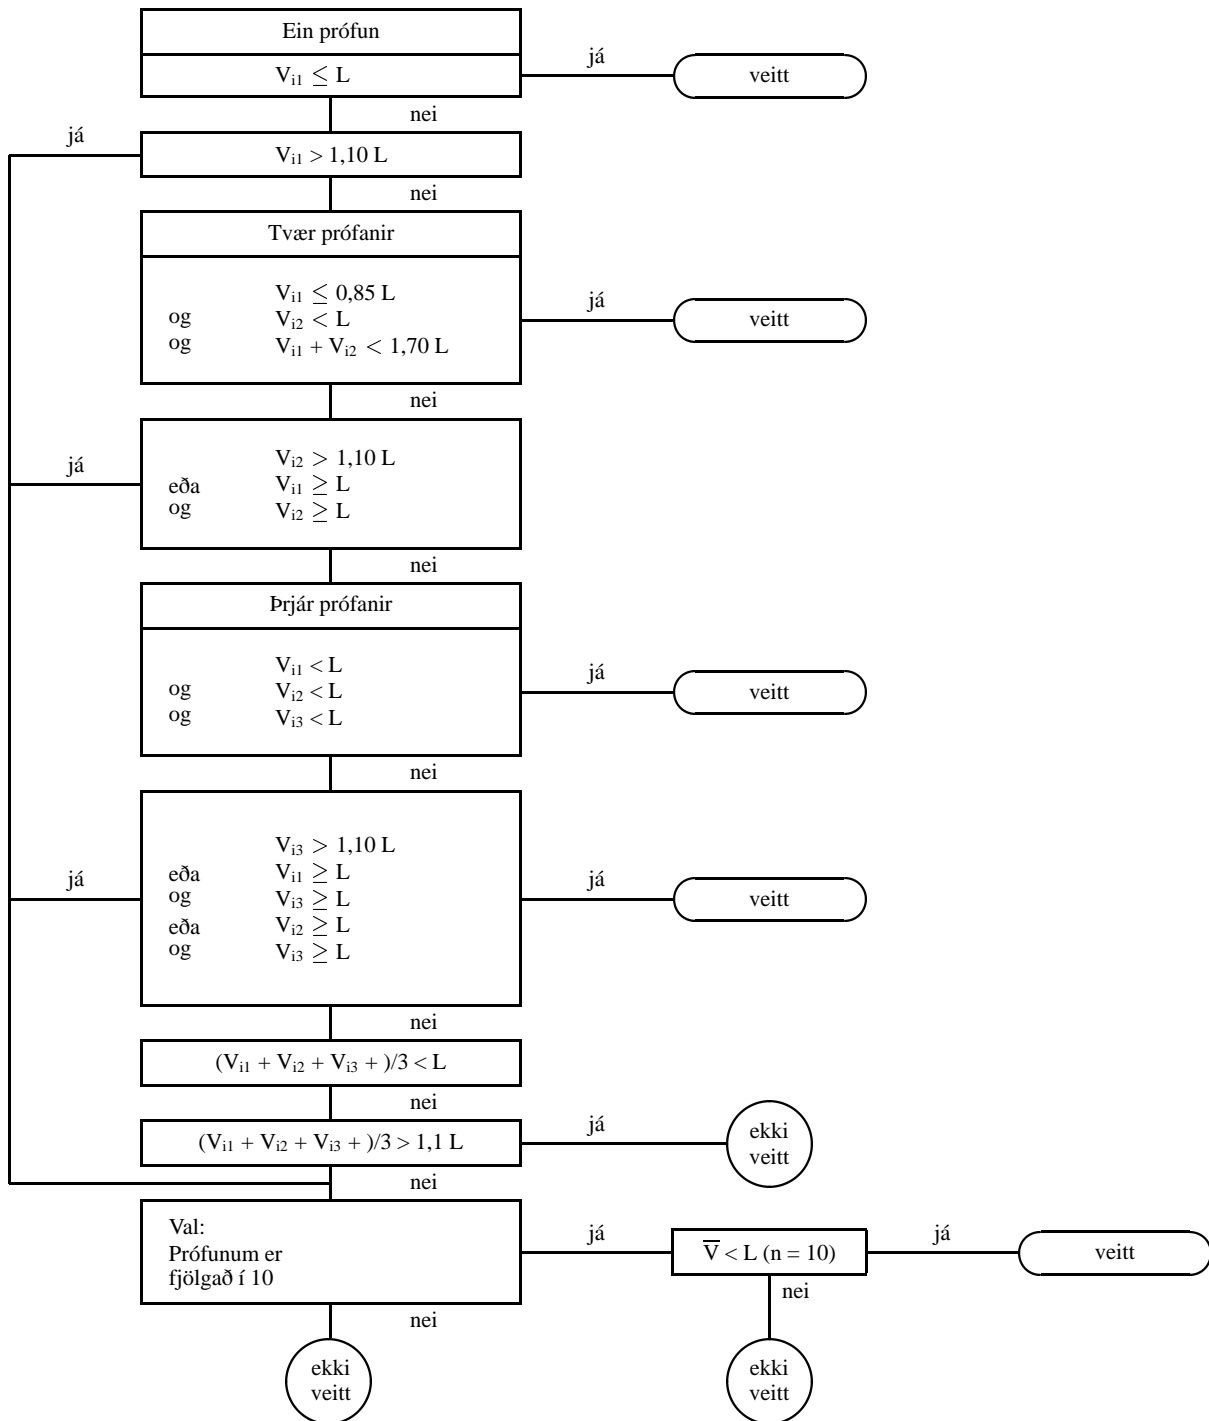 Ein prófun
V_i1 ≤ L
já
veitt
nei
já
V_i1 > 1,10 L
nei
Tvær prófanir
V_i1 ≤ 0,85 L
og V_i2 < L
og V_i1 + V_i2 < 1,70 L
já
veitt
nei
já
V_i2 > 1,10 L
eða V_i1 ≥ L
og V_i2 ≥ L
nei
Þrjár prófanir
V_i1 < L
og V_i2 < L
og V_i3 < L
já
veitt
nei
já
V_i3 > 1,10 L
eða V_i1 ≥ L
og V_i3 ≥ L
eða V_i2 ≥ L
og V_i3 ≥ L
já
veitt
nei
(V_i1 + V_i2 + V_i3 + )/3 < L
nei
(V_i1 + V_i2 + V_i3 + )/3 > 1,1 L
já
ekki
veitt
nei
Val:
Prófunum er
fjölgað í 10
já
V̅ < L (n = 10)
já
veitt
nei
nei
ekki
veitt
ekki
veitt